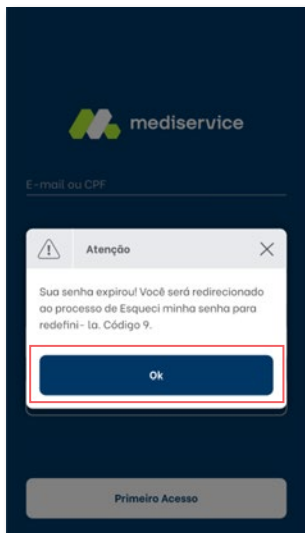 mediservice
E-mail ou CPF
Atenção
Sua senha expirou! Você será redirecionado
ao processo de Esqueci minha senha para
redefini- la. Código 9.
Ok
Primeiro Acesso